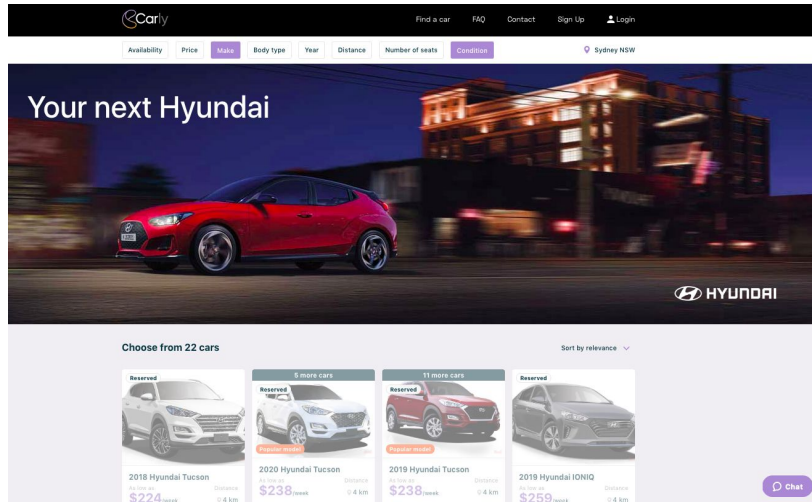 Carly
Find a car FAQ Contact Sign Up Login
Availability Price Make Body type Year Distance Number of seats Condition Sydney NSW
Your next Hyundai
HYUNDAI
Choose from 22 cars
Sort by relevance
Reserved
2018 Hyundai Tucson
As low as Distance
$224/week 4 km
5 more cars
Reserved
Popular model
2020 Hyundai Tucson
As low as Distance
$238/week 4 km
11 more cars
Reserved
Popular model
2019 Hyundai Tucson
As low as Distance
$238/week 4 km
Reserved
2019 Hyundai IONIQ
As low as Distance
$259/week 4 km
Chat